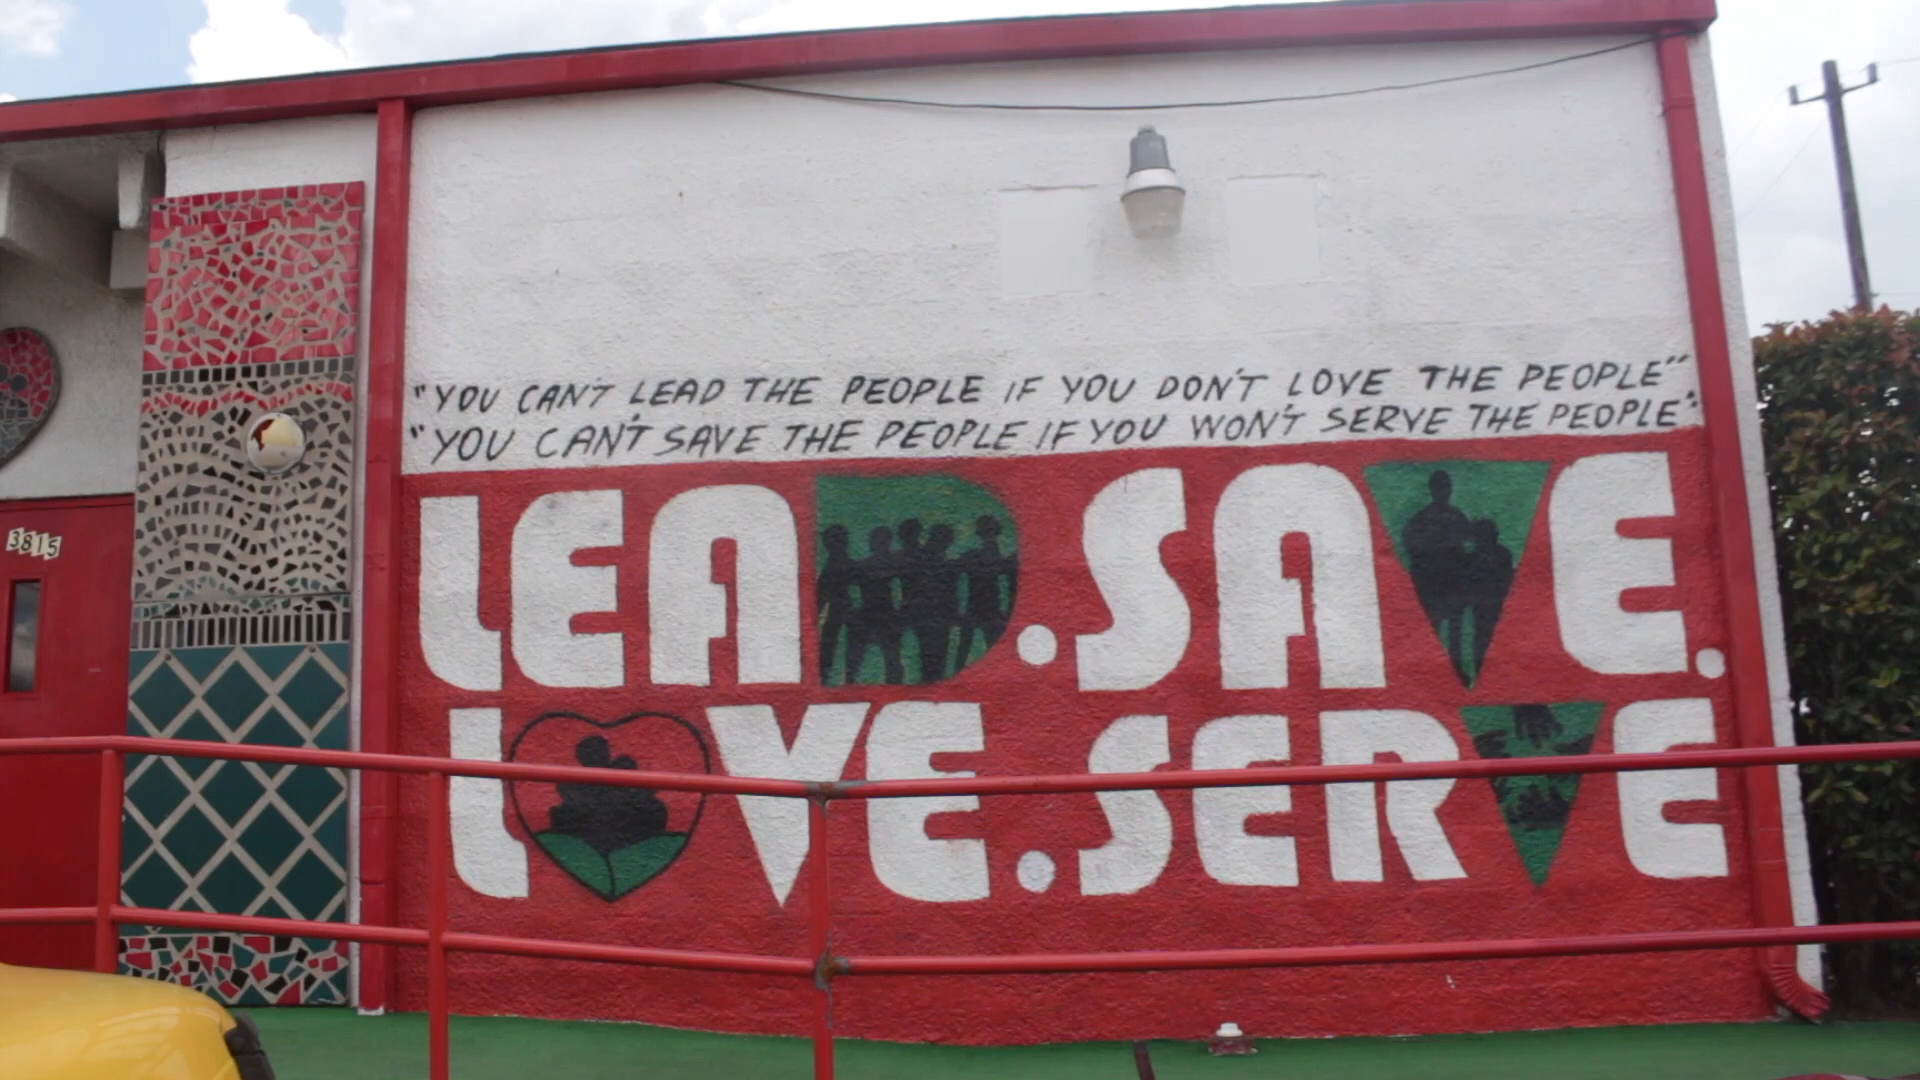 "YOU CAN'T LEAD THE PEOPLE IF YOU DON'T LOVE THE PEOPLE"
"YOU CAN'T SAVE THE PEOPLE IF YOU WON'T SERVE THE PEOPLE"
LEAD.SAVE.
LOVE.SERVE
3815